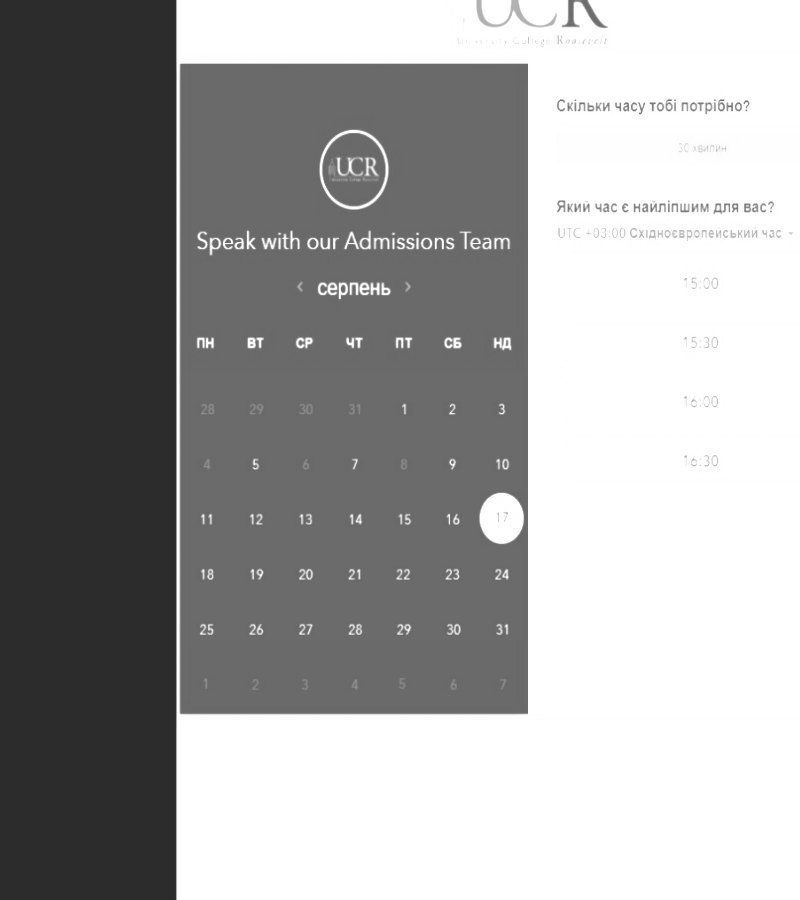 UCR
University College Roosevelt
UCR
Speak with our Admissions Team
‹ серпень ›
ПН ВТ СР ЧТ ПТ СБ НД
28 29 30 31 1 2 3
4 5 6 7 8 9 10
11 12 13 14 15 16 17
18 19 20 21 22 23 24
25 26 27 28 29 30 31
1 2 3 4 5 6 7
Скільки часу тобі потрібно?
30 хвилин
Який час є найліпшим для вас?
UTC +03:00 Східноєвропейський час
15:00
15:30
16:00
16:30